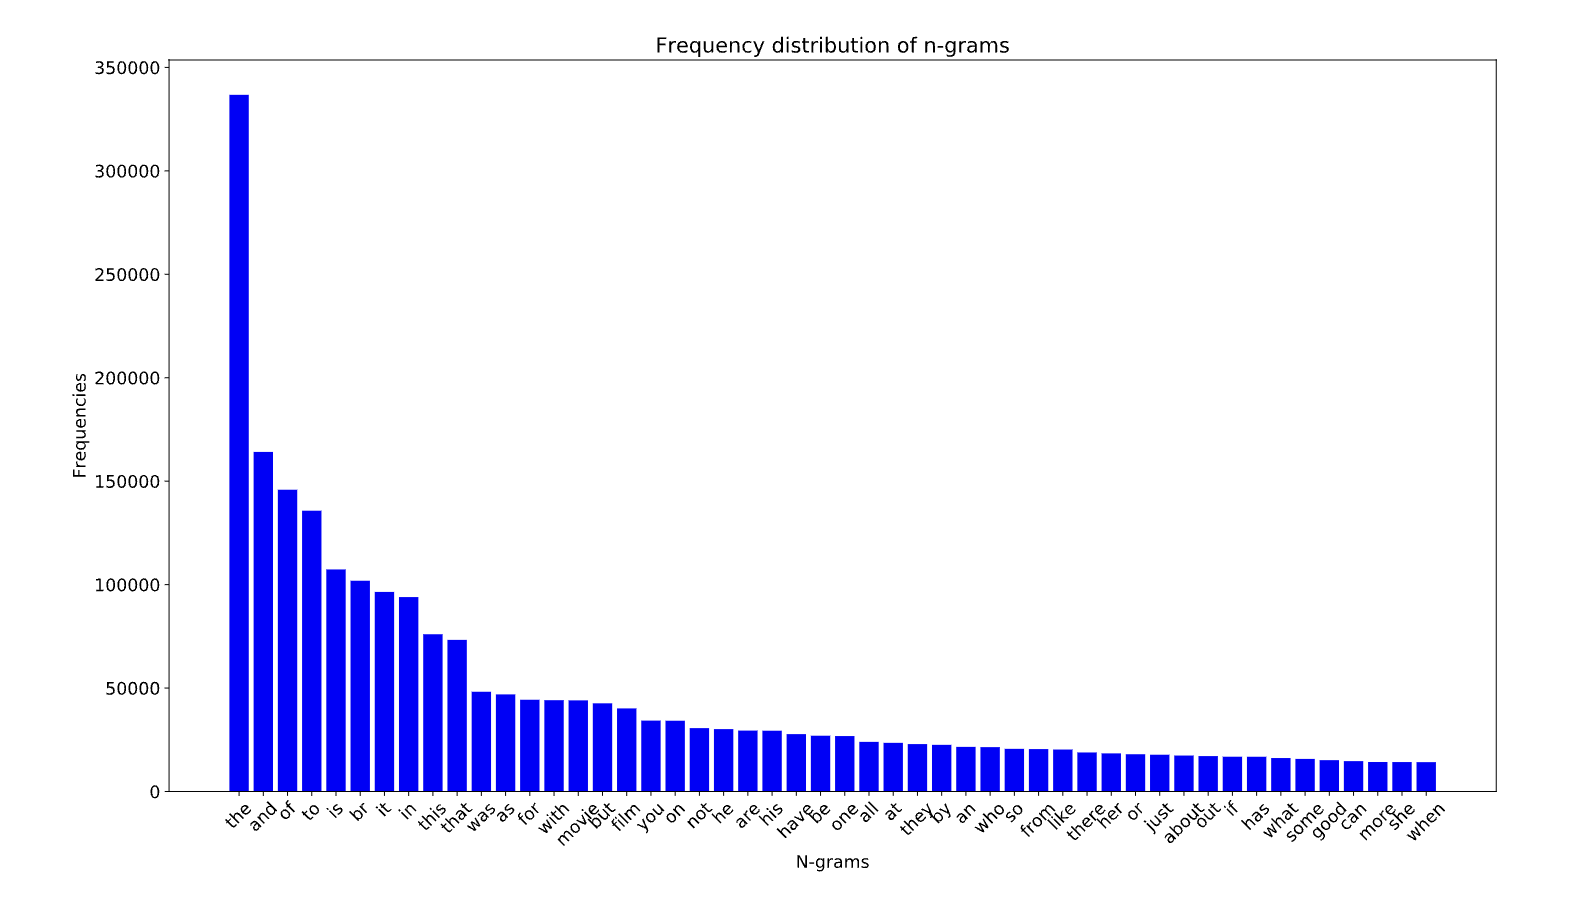 Frequency distribution of n-grams
350000
300000
250000
200000
150000
100000
50000
0
Frequencies
the and of to is br it in this that was as for with movie but film you on not he are his have be one all at they by an who so from like there her or just about out if has what some good can more she when
N-grams